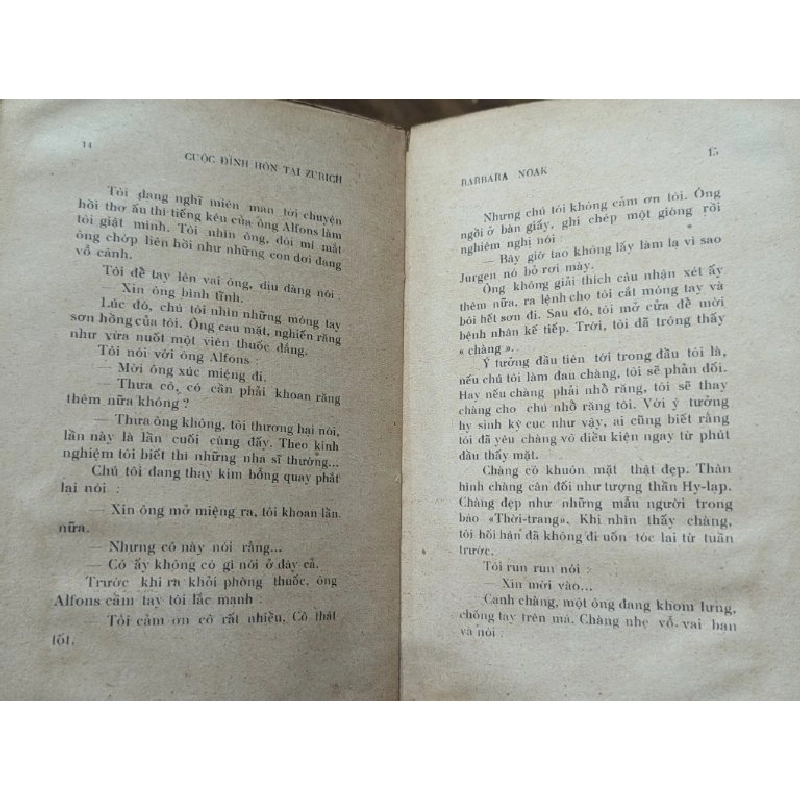 14
CUỘC ĐÍNH HÔN TẠI ZURICH
Tôi đang nghĩ miên man tới chuyện
hồi thơ ấu thì tiếng kêu của ông Alfons làm
tôi giật mình. Tôi nhìn ông, đôi mi mắt
ông chớp liên hồi như những con dơi đang
vỗ cánh.
Tôi để tay lên vai ông, dịu dàng nói :
— Xin ông bình tĩnh.
Lúc đó, chú tôi nhìn những móng tay
sơn hồng của tôi. Ông cau mặt, nghiến răng
như vừa nuốt một viên thuốc đắng.
Tôi nói với ông Alfons :
— Mời ông xúc miệng đi.
— Thưa cô, có cần phải khoan răng
thêm nữa không ?
— Thưa ông không, tôi thương hại nói,
lần này là lần cuối cùng đấy. Theo kinh
nghiệm tôi biết thì những nha sĩ thường...
Chú tôi đang thay kim bỗng quay phắt
lại nói :
— Xin ông mở miệng ra, tôi khoan lần
nữa.
— Nhưng cô này nói rằng...
— Cô ấy không có gì nói ở đây cả.
Trước khi ra khỏi phòng thuốc, ông
Alfons cầm tay tôi lắc mạnh :
— Tôi cảm ơn cô rất nhiều. Cô thật
tốt.
BARBARA NOAK
15
Nhưng chú tôi không cảm ơn tôi. Ông
ngồi ở bàn giấy, ghi chép một giòng rồi
nghiêm nghị nói :
— Bây giờ tao không lấy làm lạ vì sao
Jurgen nó bỏ rơi mày.
Ông không giải thích câu nhận xét ấy
thêm nữa, ra lệnh cho tôi cắt móng tay và
bôi hết sơn đi. Sau đó, tôi mở cửa để mời
bệnh nhân kế tiếp. Trời, tôi đã trông thấy
« chàng ».
Ý tưởng đầu tiên tới trong đầu tôi là,
nếu chú tôi làm đau chàng, tôi sẽ phản đối.
Hay nếu chàng phải nhổ răng, tôi sẽ thay
chàng cho chú nhổ răng tôi. Với ý tưởng
hy sinh kỳ cục như vậy, ai cũng biết rằng
tôi đã yêu chàng vô điều kiện ngay từ phút
đầu thấy mặt.
Chàng có khuôn mặt thật đẹp. Thân
hình chàng cân đối như tượng thần Hy-lạp.
Chàng đẹp như những mẫu người trong
báo «Thời-trang». Khi nhìn thấy chàng,
tôi hối hận đã không đi uốn tóc lại từ tuần
trước.
Tôi run run nói :
— Xin mời vào...
Cạnh chàng, một ông đang khom lưng,
chống tay trên má. Chàng nhẹ vỗ vai bạn
và nói :